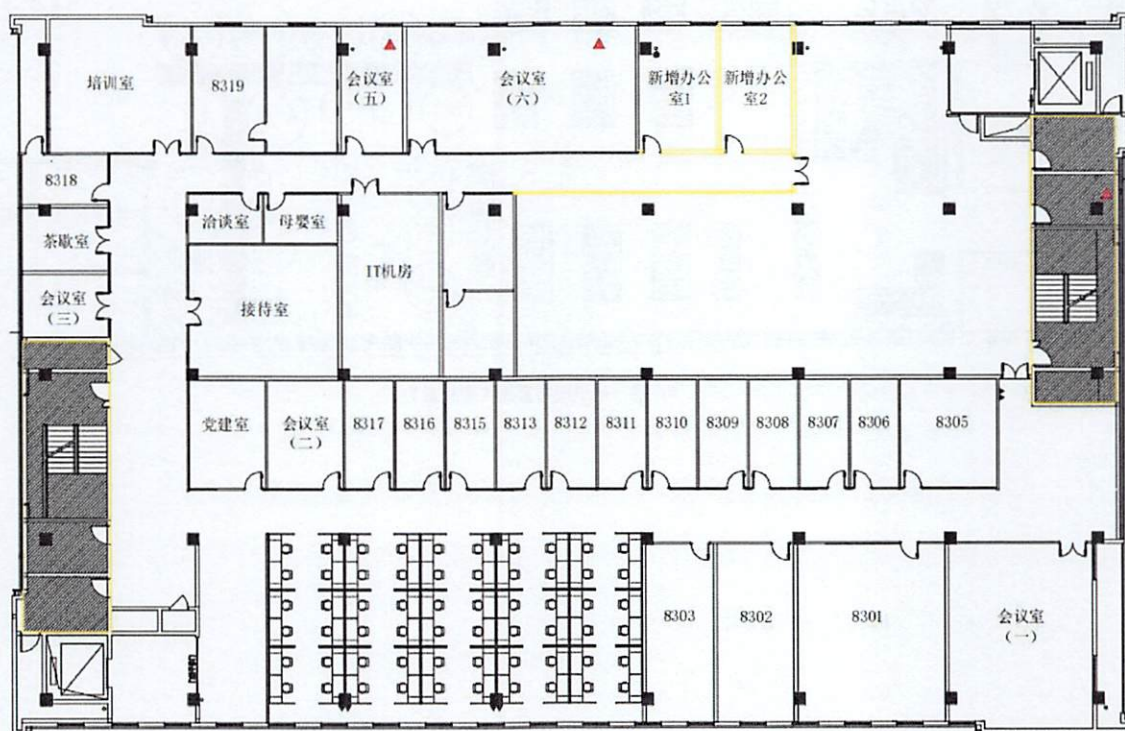 培训室
8319
会议室
(五)
会议室
(六)
新增办公
室1
新增办公
室2
8318
茶歇室
会议室
(三)
洽谈室
母婴室
IT机房
接待室
党建室
会议室
(二)
8317
8316
8315
8313
8312
8311
8310
8309
8308
8307
8306
8305
8303
8302
8301
会议室
(一)